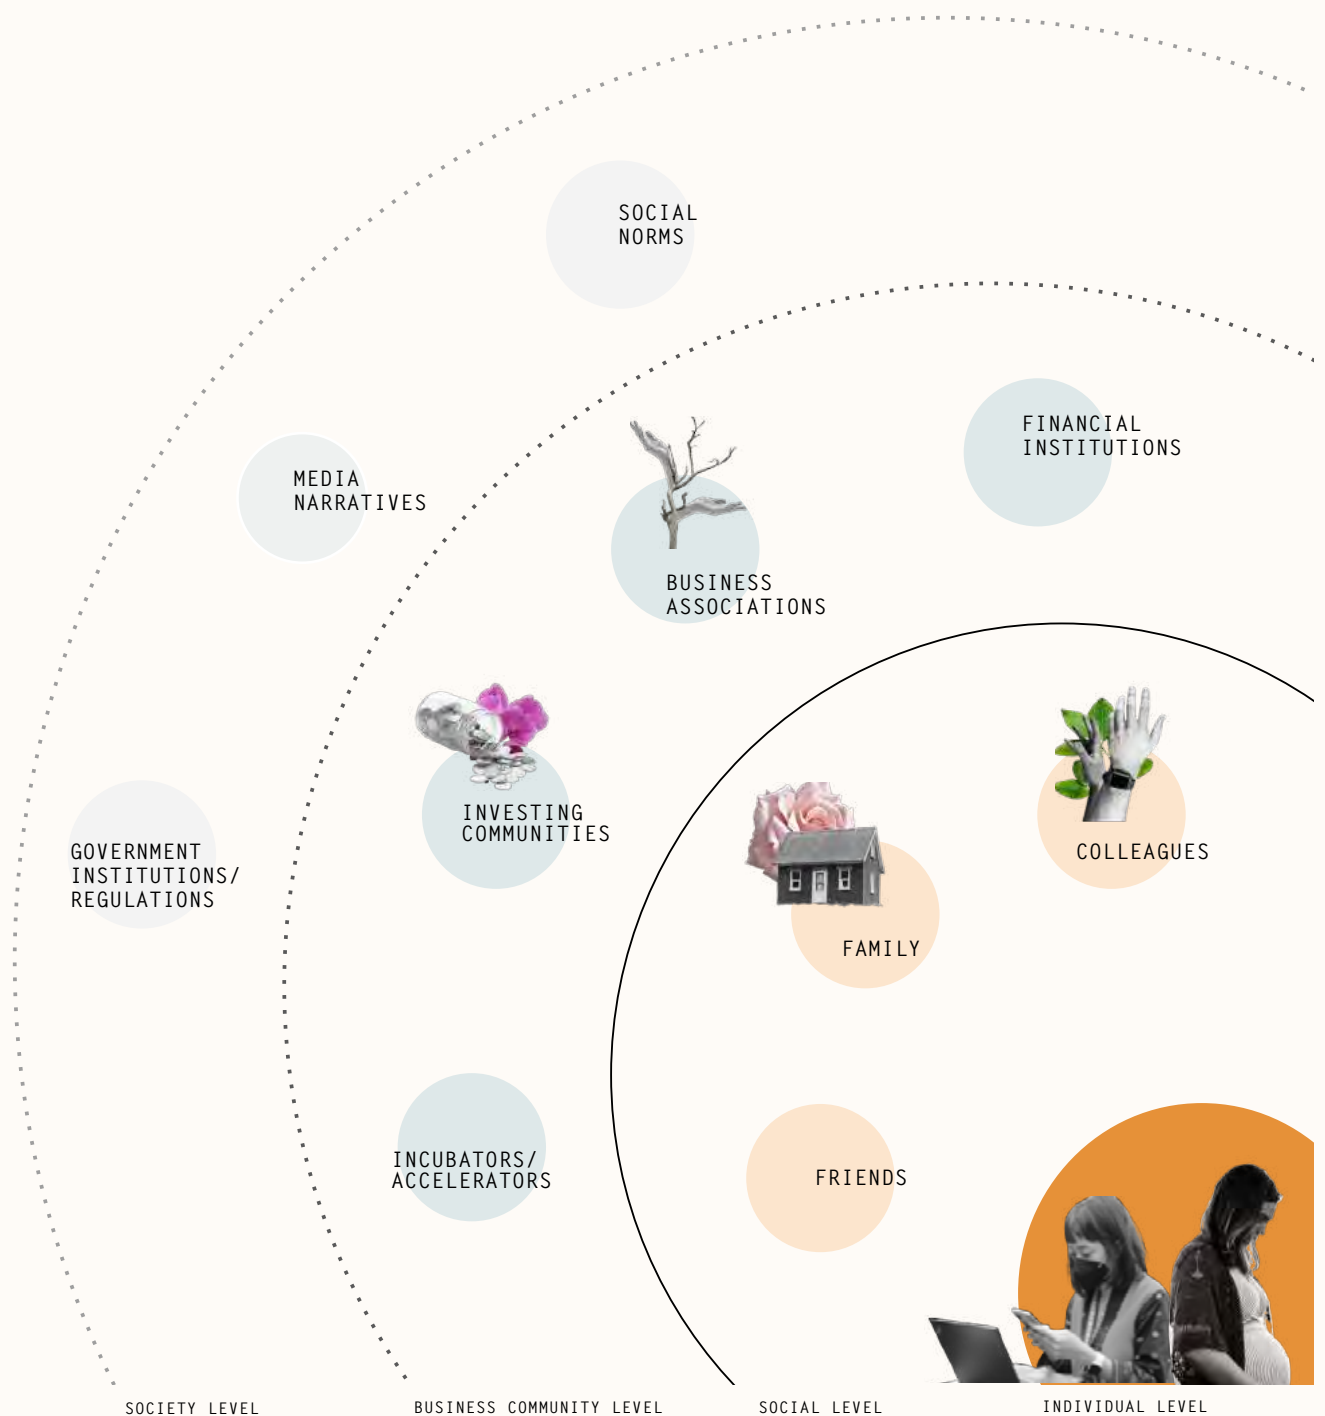 SOCIAL
NORMS
FINANCIAL
INSTITUTIONS
MEDIA
NARRATIVES
BUSINESS
ASSOCIATIONS
INVESTING
COMMUNITIES
GOVERNMENT
INSTITUTIONS/
REGULATIONS
COLLEAGUES
FAMILY
INCUBATORS/
ACCELERATORS
FRIENDS
SOCIETY LEVEL
BUSINESS COMMUNITY LEVEL
SOCIAL LEVEL
INDIVIDUAL LEVEL